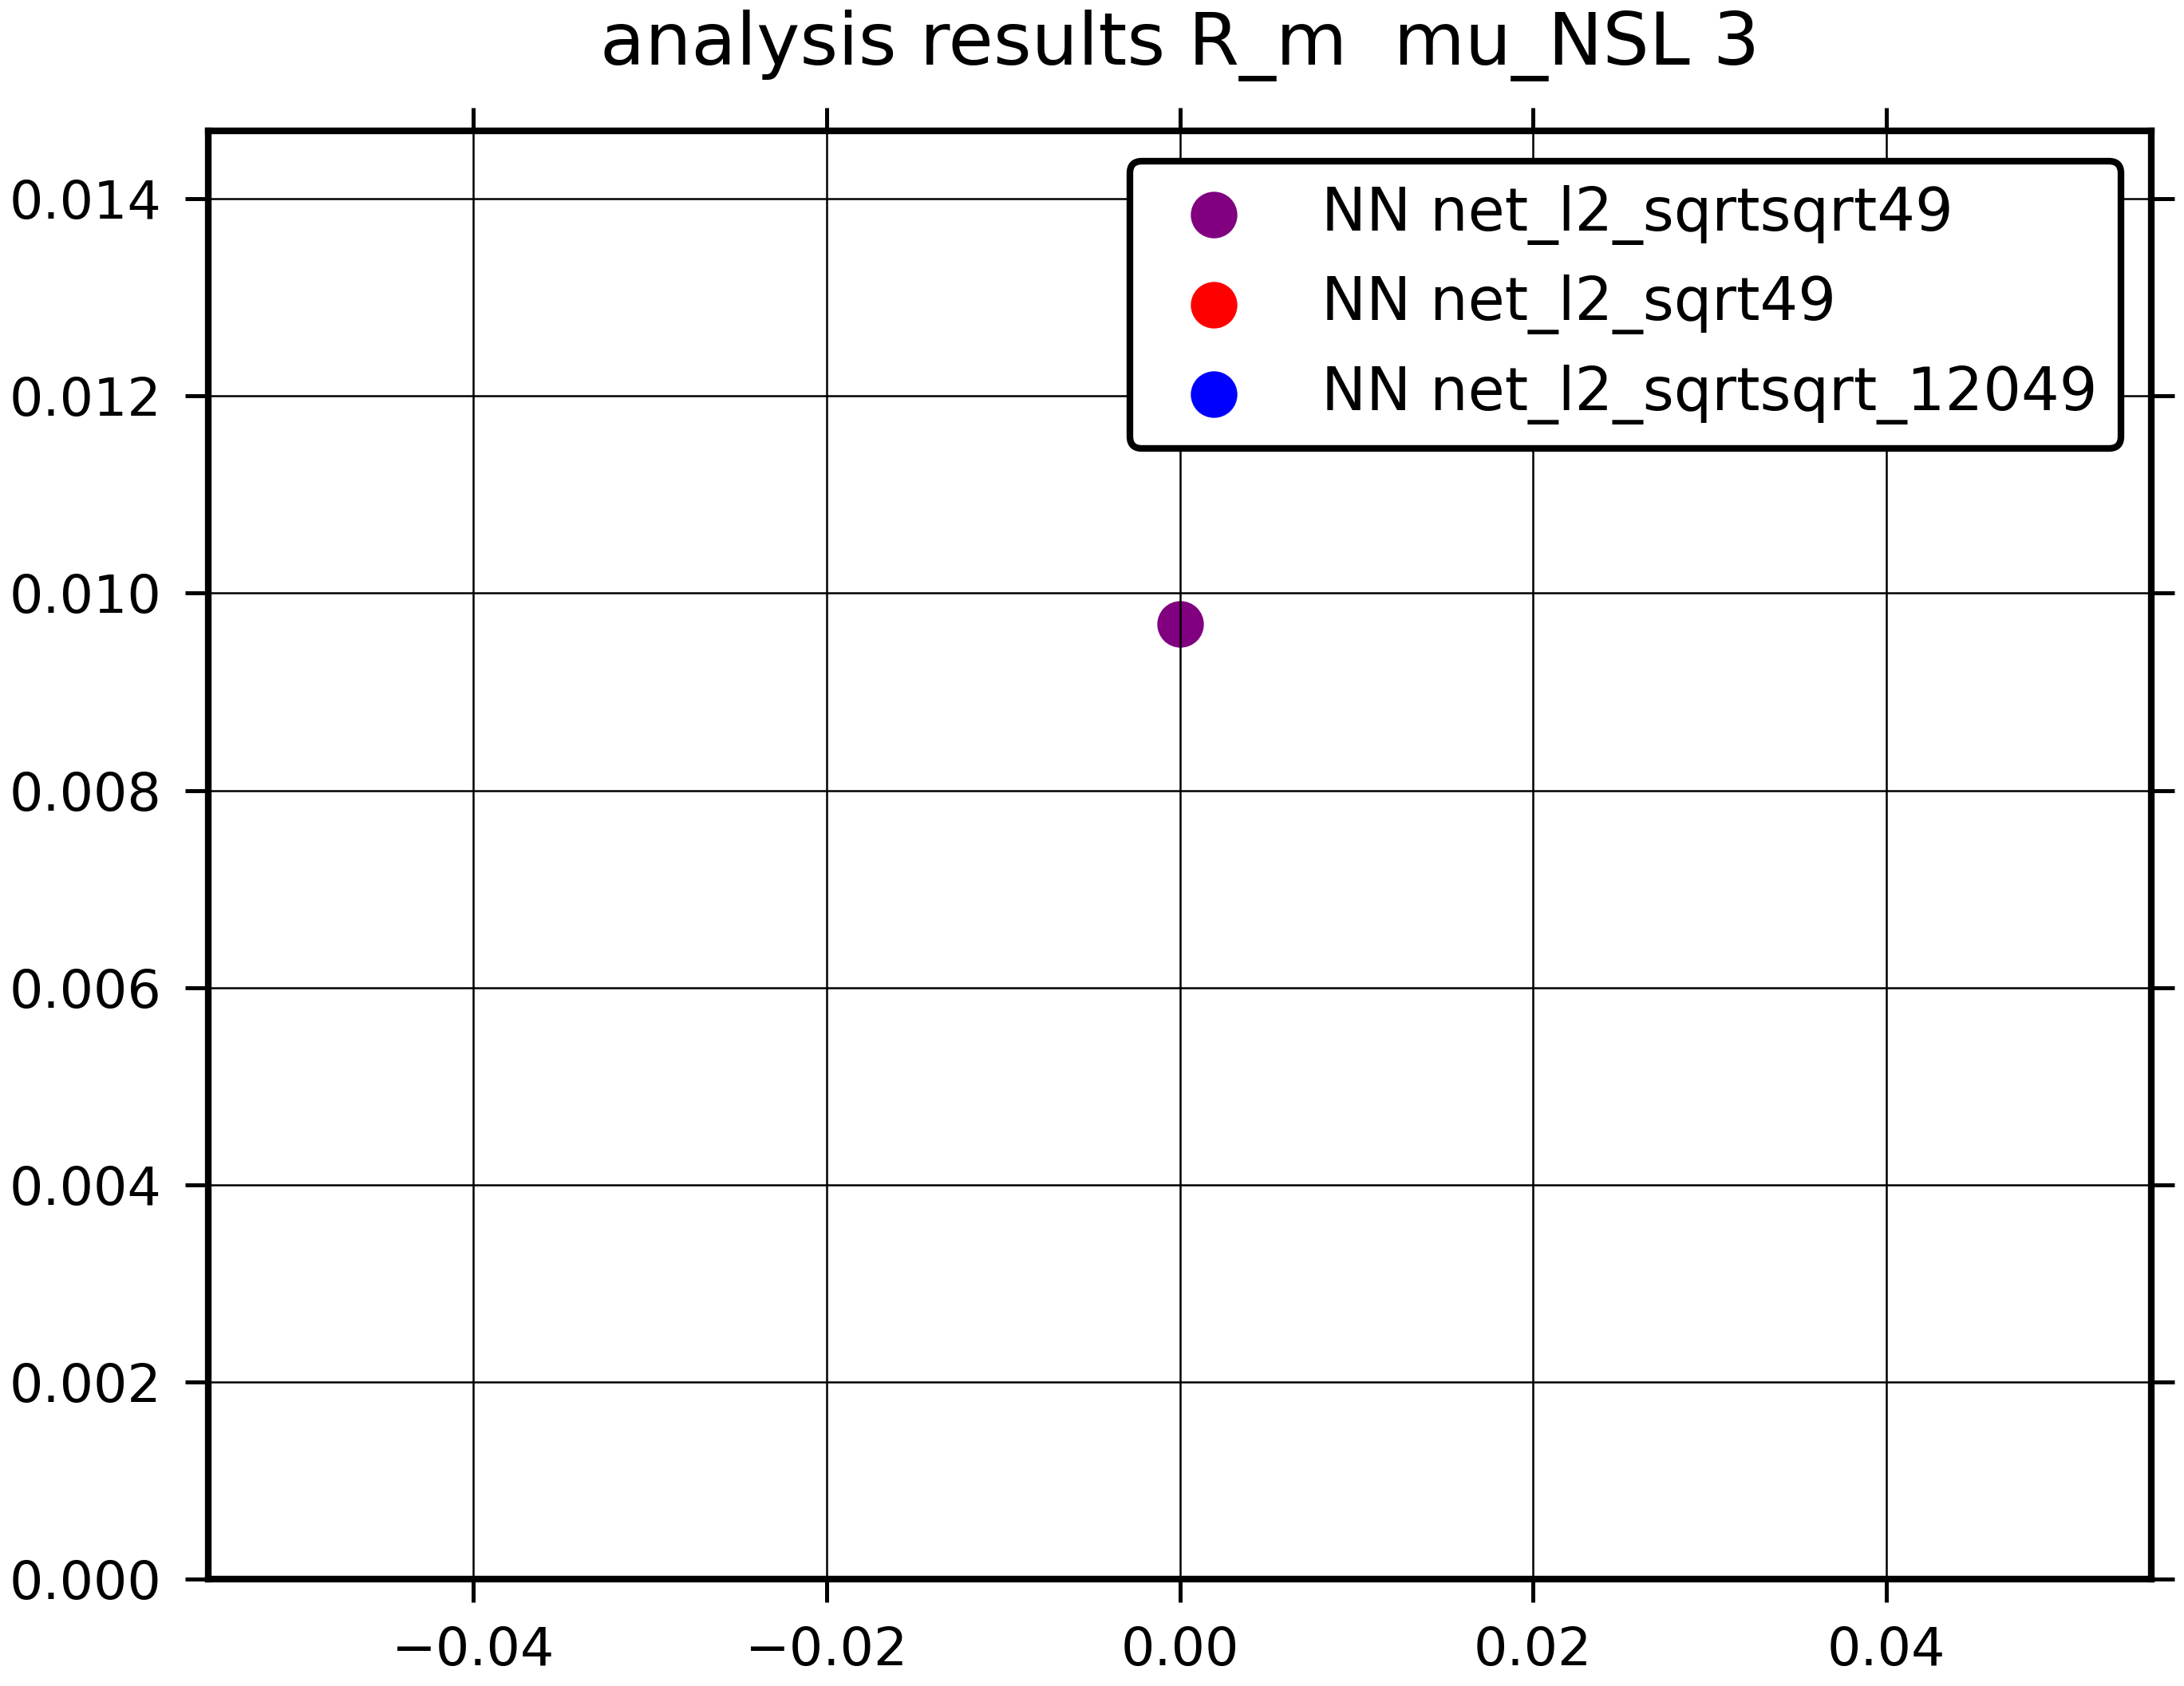 analysis results R_m  mu_NSL 3
NN net_l2_sqrtsqrt49
NN net_l2_sqrt49
NN net_l2_sqrtsqrt_12049
0.014
0.012
0.010
0.008
0.006
0.004
0.002
0.000
−0.04 −0.02 0.00 0.02 0.04